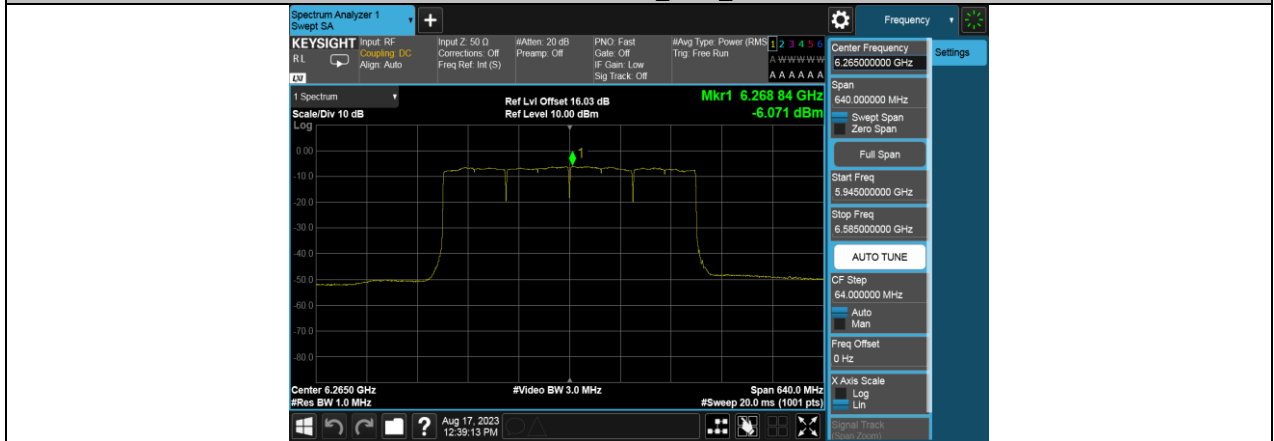 Spectrum Analyzer 1
Swept SA
+
Frequency
KEYSIGHT
RL
LXI
Input: RF
Coupling: DC
Align: Auto
Input Z: 50 Ω
Corrections: Off
Freq Ref: Int (S)
#Atten: 20 dB
Preamp: Off
PNO: Fast
Gate: Off
IF Gain: Low
Sig Track: Off
#Avg Type: Power (RMS
Trig: Free Run
1 2 3 4 5 6
A W W W W W
A A A A A A
Center Frequency
6.265000000 GHz
Settings
1 Spectrum
Scale/Div 10 dB
Log
Ref Lvl Offset 16.03 dB
Ref Level 10.00 dBm
Mkr1 6.268 84 GHz
-6.071 dBm
Span
640.000000 MHz
Swept Span
Zero Span
Full Span
Start Freq
5.945000000 GHz
Stop Freq
6.585000000 GHz
AUTO TUNE
CF Step
64.000000 MHz
Auto
Man
Freq Offset
0 Hz
X Axis Scale
Log
Lin
Signal Track
(Span Zoom)
1
0.00
-10.0
-20.0
-30.0
-40.0
-50.0
-60.0
-70.0
-80.0
Center 6.2650 GHz
#Res BW 1.0 MHz
#Video BW 3.0 MHz
Span 640.0 MHz
#Sweep 20.0 ms (1001 pts)
?
Aug 17, 2023
12:39:13 PM